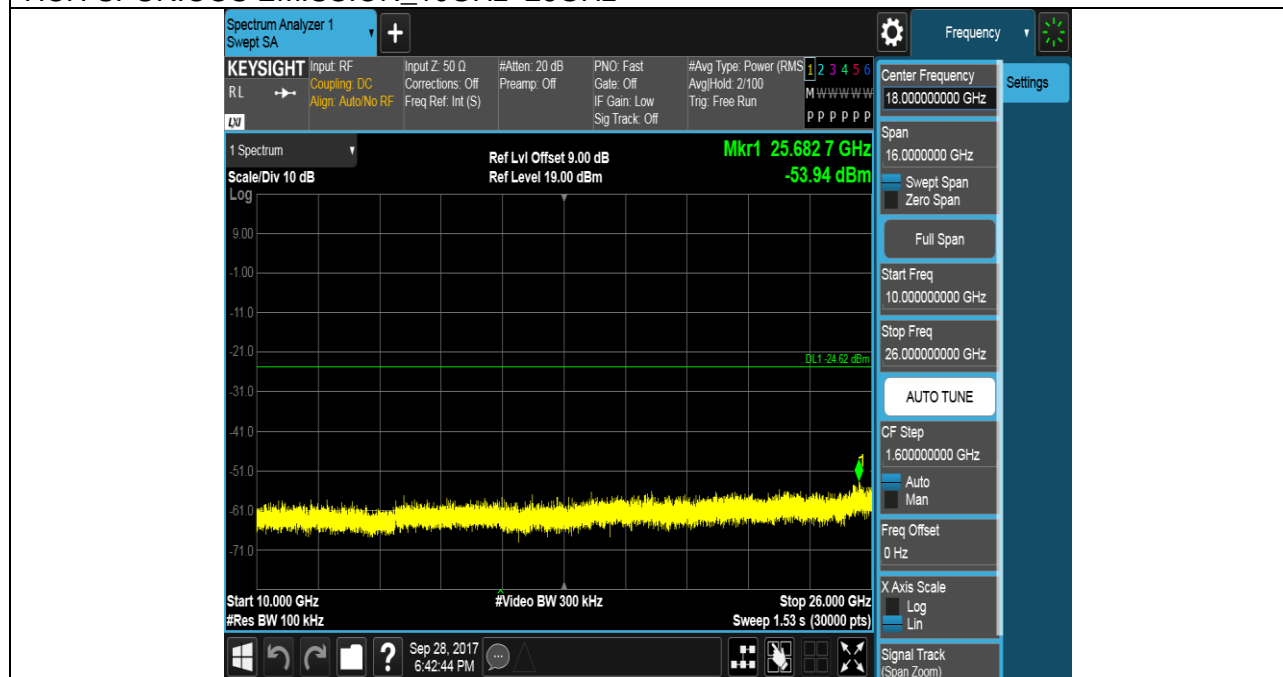 Spectrum Analyzer 1
Swept SA
+
Frequency
KEYSIGHT
RL
LXI
Input: RF
Coupling: DC
Align: Auto/No RF
Input Z: 50 Ω
Corrections: Off
Freq Ref: Int (S)
#Atten: 20 dB
Preamp: Off
PNO: Fast
Gate: Off
IF Gain: Low
Sig Track: Off
#Avg Type: Power (RMS
Avg|Hold: 2/100
Trig: Free Run
1 2 3 4 5 6
M W W W W W
P P P P P P
1 Spectrum
Scale/Div 10 dB
Log
Ref Lvl Offset 9.00 dB
Ref Level 19.00 dBm
Mkr1 25.682 7 GHz
-53.94 dBm
9.00
-1.00
-11.0
-21.0
DL1 -24.62 dBm
-31.0
-41.0
-51.0
1
-61.0
-71.0
Start 10.000 GHz
#Res BW 100 kHz
#Video BW 300 kHz
Stop 26.000 GHz
Sweep 1.53 s (30000 pts)
?
Sep 28, 2017
6:42:44 PM
Center Frequency
18.000000000 GHz
Settings
Span
16.0000000 GHz
Swept Span
Zero Span
Full Span
Start Freq
10.000000000 GHz
Stop Freq
26.000000000 GHz
AUTO TUNE
CF Step
1.600000000 GHz
Auto
Man
Freq Offset
0 Hz
X Axis Scale
Log
Lin
Signal Track
(Span Zoom)